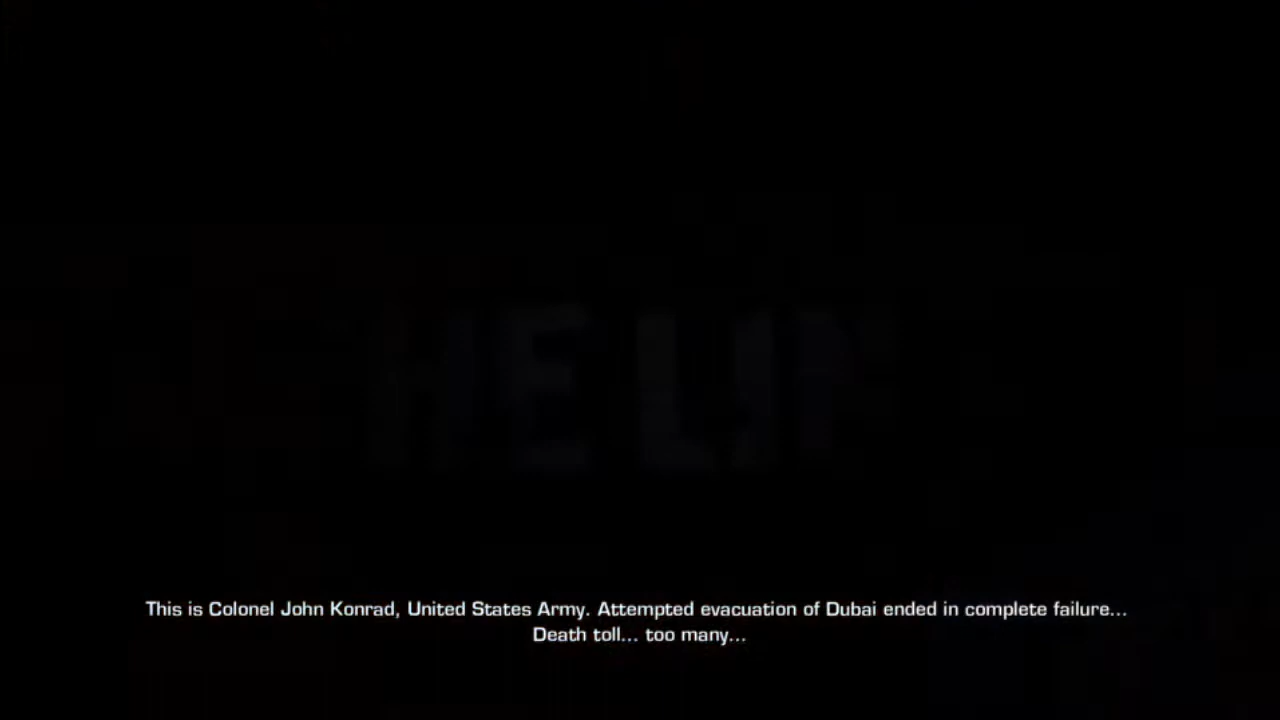 This is Colonel John Konrad, United States Army. Attempted evacuation of Dubai ended in complete failure...
Death toll... too many...